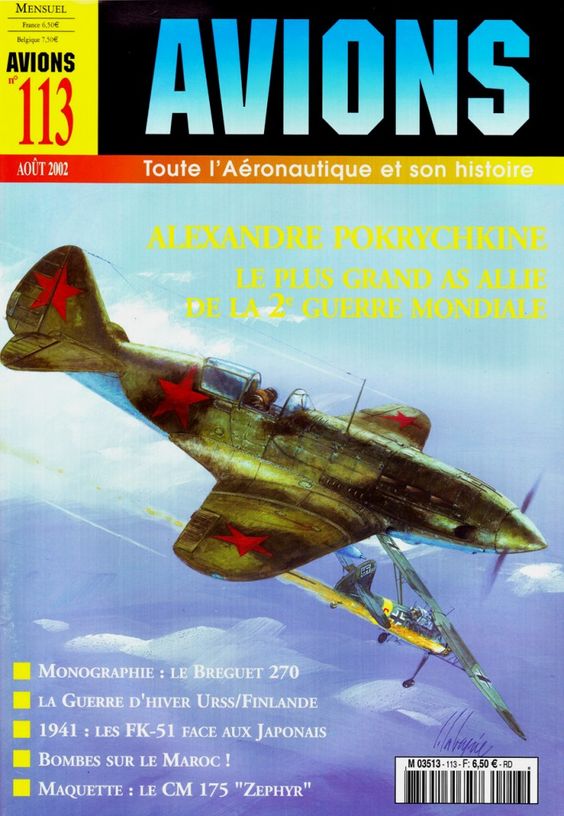 MENSUEL
France 6,50€
Belgique 7,50€
AVIONS
n°
113
AOÛT 2002
AVIONS
Toute l'Aéronautique et son histoire
ALEXANDRE POKRYCHKINE
LE PLUS GRAND AS ALLIE
DE LA 2e GUERRE MONDIALE
MONOGRAPHIE : LE BREGUET 270
LA GUERRE D'HIVER URSS/FINLANDE
1941 : LES FK-51 FACE AUX JAPONAIS
BOMBES SUR LE MAROC !
MAQUETTE : LE CM 175 "ZEPHYR"
M 03513 - 113 - F: 6,50 € - RD